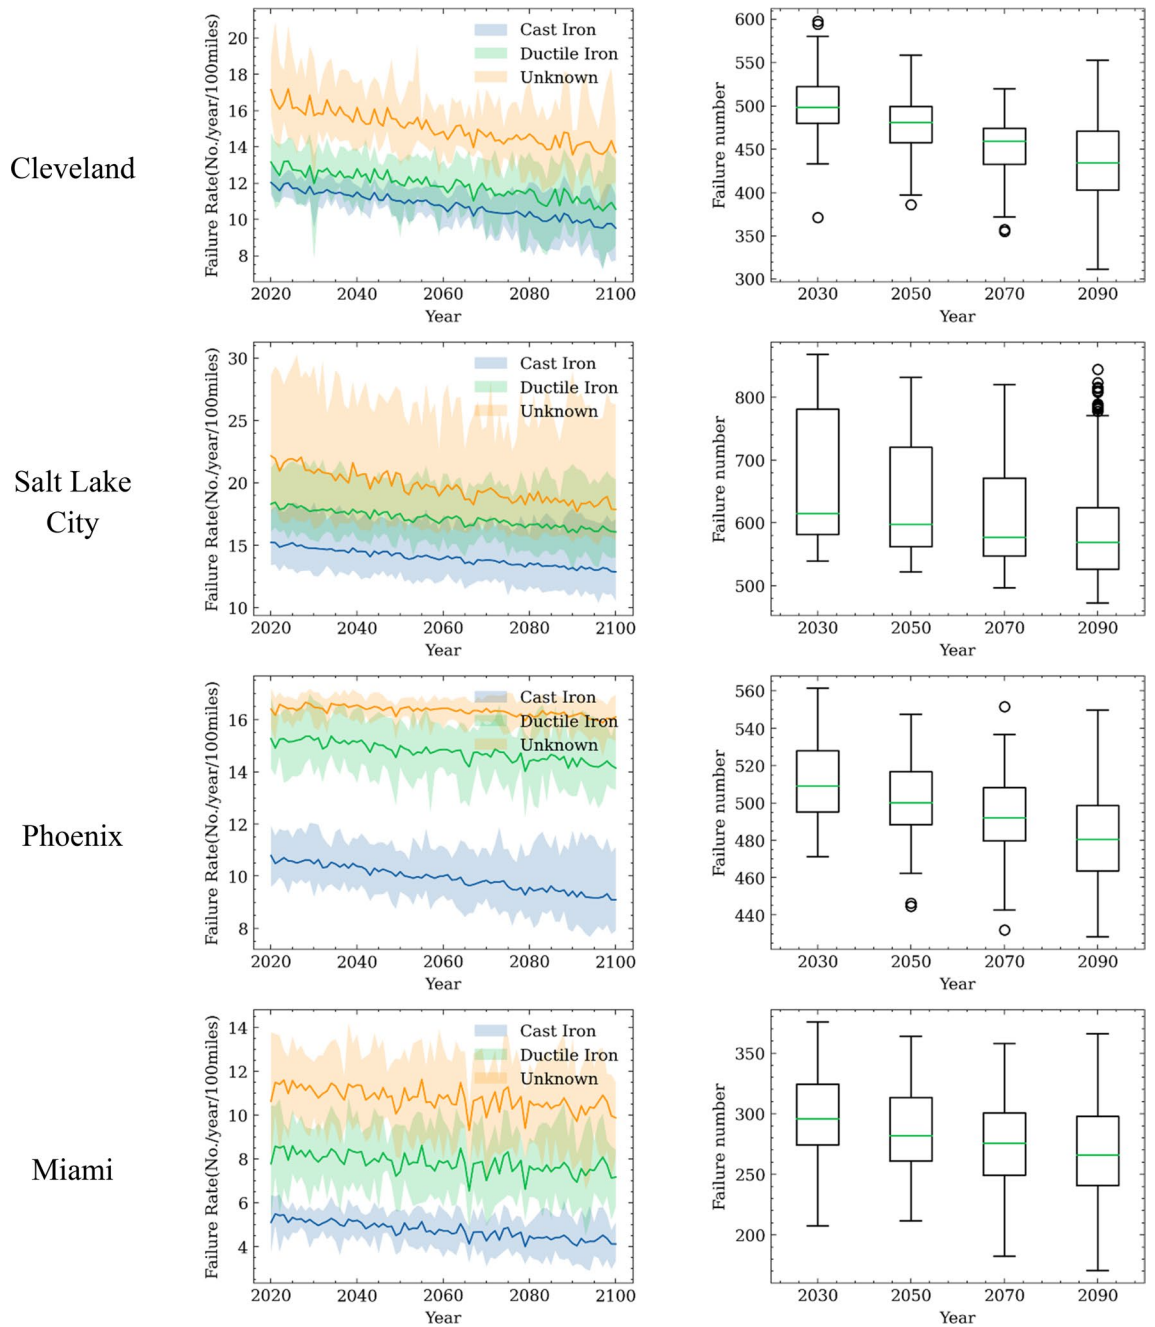 Cleveland
Failure Rate(No./year/100miles)
20
18
16
14
12
10
8
Cast Iron
Ductile Iron
Unknown
2020 2040 2060 2080 2100
Year
Failure number
600
550
500
450
400
350
300
2030 2050 2070 2090
Year
Salt Lake
City
Failure Rate(No./year/100miles)
30
25
20
15
10
Cast Iron
Ductile Iron
Unknown
2020 2040 2060 2080 2100
Year
Failure number
800
700
600
500
2030 2050 2070 2090
Year
Phoenix
Failure Rate(No./year/100miles)
16
14
12
10
8
Cast Iron
Ductile Iron
Unknown
2020 2040 2060 2080 2100
Year
Failure number
560
540
520
500
480
460
440
2030 2050 2070 2090
Year
Miami
Failure Rate(No./year/100miles)
14
12
10
8
6
4
Cast Iron
Ductile Iron
Unknown
2020 2040 2060 2080 2100
Year
Failure number
350
300
250
200
2030 2050 2070 2090
Year